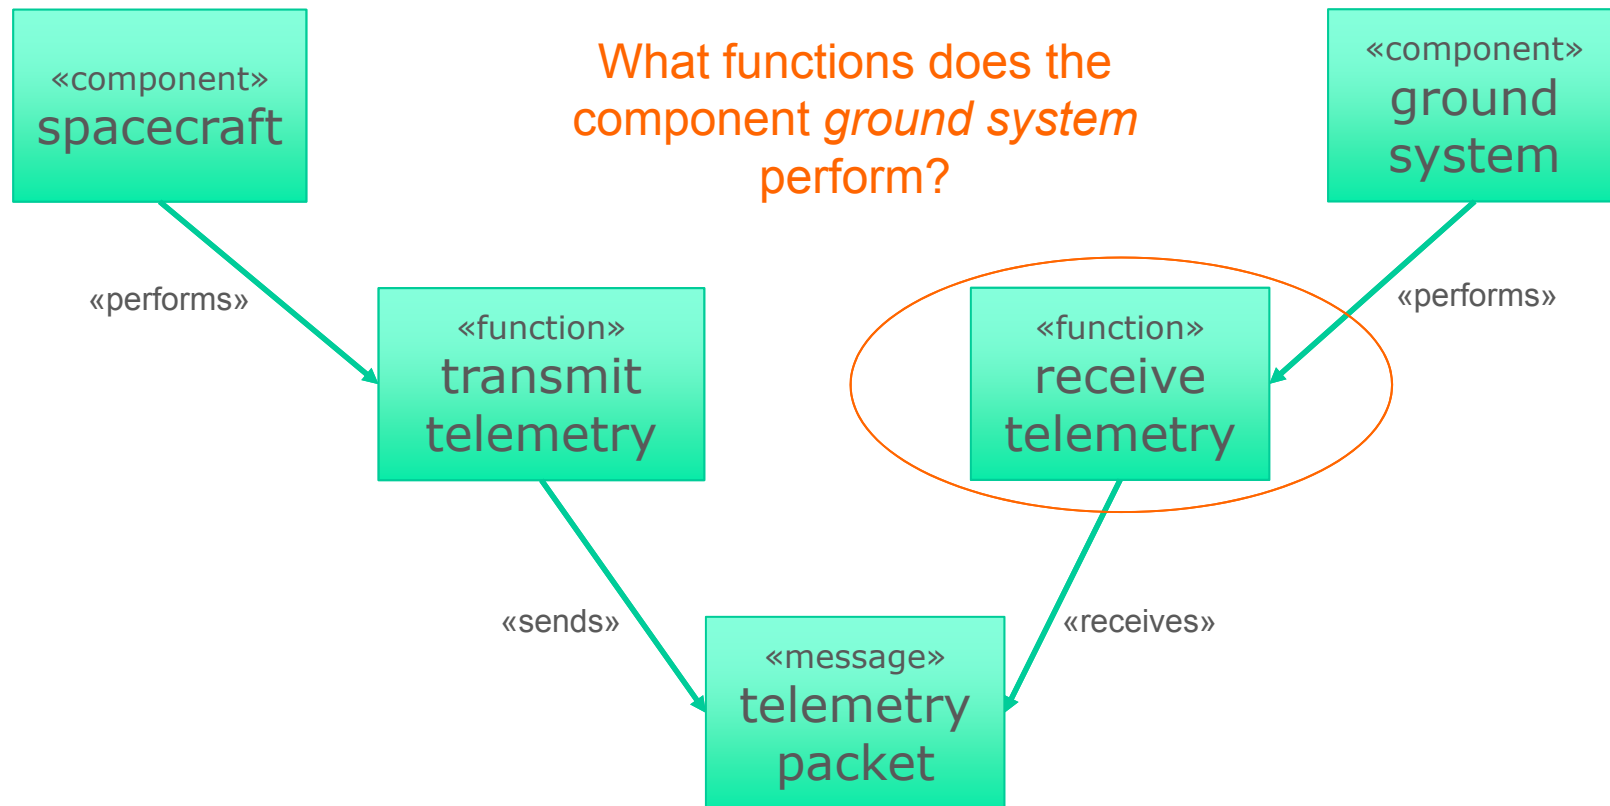 «component»
spacecraft
What functions does the
component ground system
perform?
«component»
ground
system
«performs»
«performs»
«function»
transmit
telemetry
«function»
receive
telemetry
«sends»
«receives»
«message»
telemetry
packet